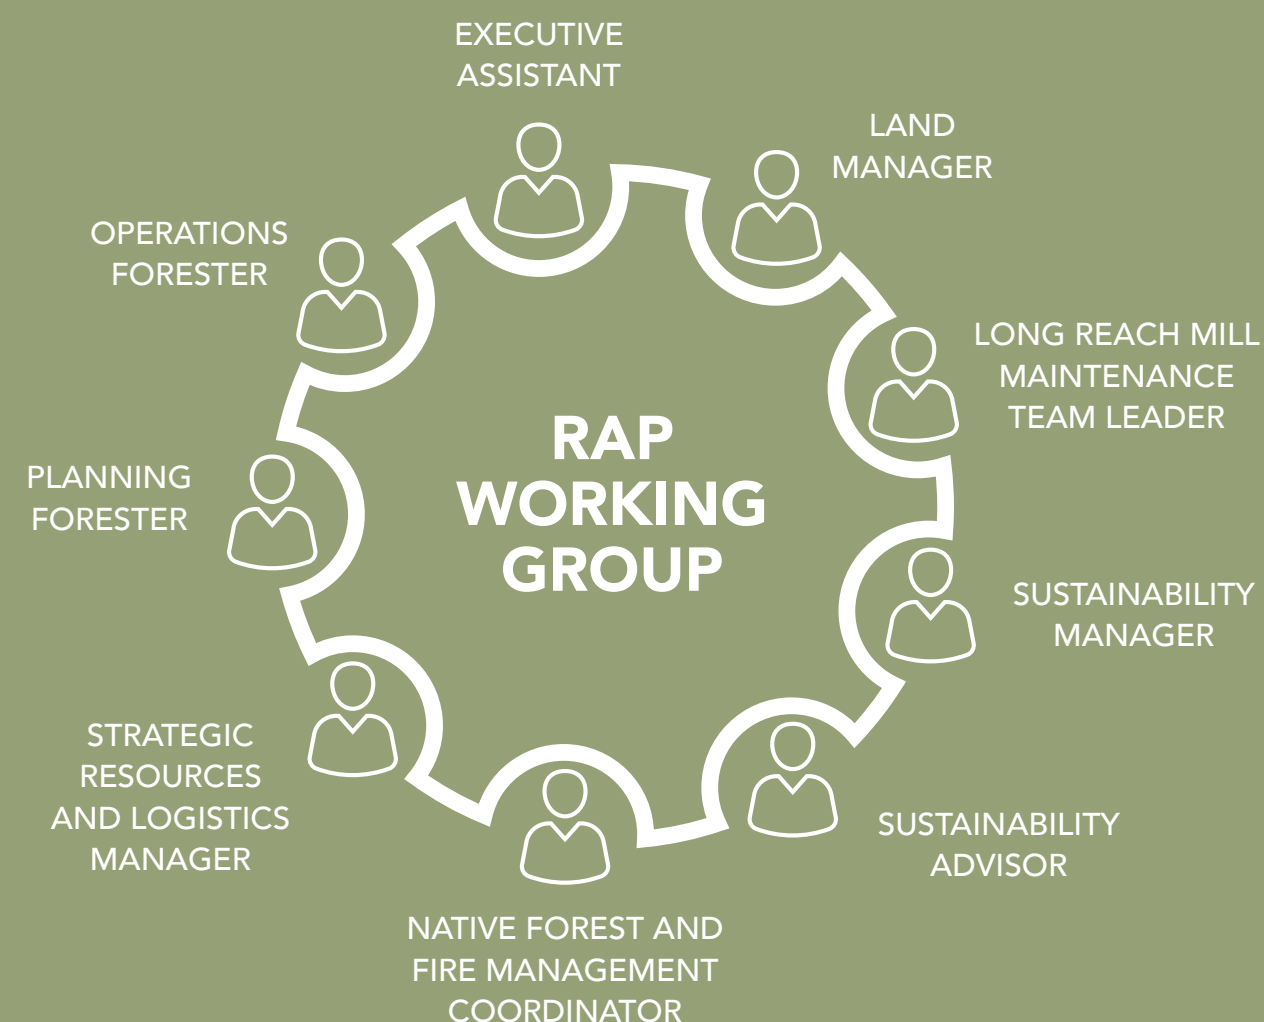 EXECUTIVE
ASSISTANT
LAND
MANAGER
LONG REACH MILL
MAINTENANCE
TEAM LEADER
SUSTAINABILITY
MANAGER
SUSTAINABILITY
ADVISOR
NATIVE FOREST AND
FIRE MANAGEMENT
COORDINATOR
STRATEGIC
RESOURCES
AND LOGISTICS
MANAGER
PLANNING
FORESTER
OPERATIONS
FORESTER
RAP
WORKING
GROUP